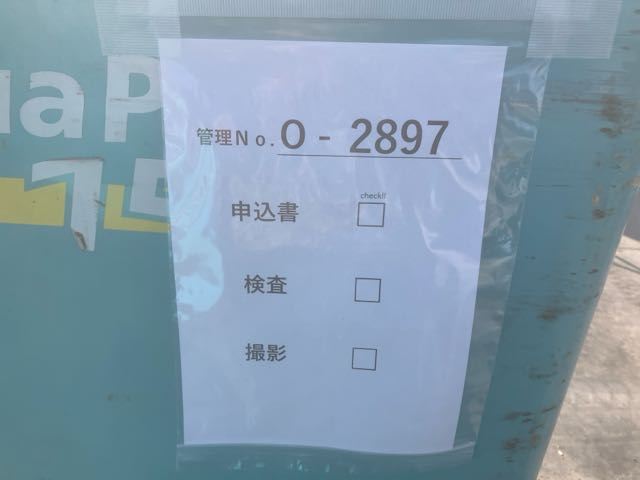 管理No. O - 2897
check!!
申込書 □
検査 □
撮影 □
aP